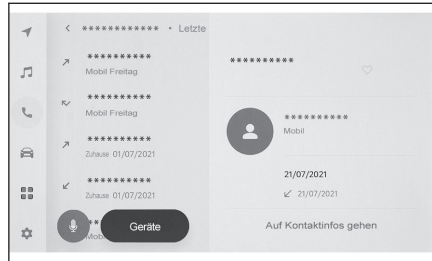 ************ • Letzte
**********
Mobil Freitag
**********
Mobil Freitag
**********
Zuhause 01/07/2021
**********
Zuhause 01/07/2021
**
Mobi
Geräte
**********
**********
Mobil
21/07/2021
21/07/2021
Auf Kontaktinfos gehen